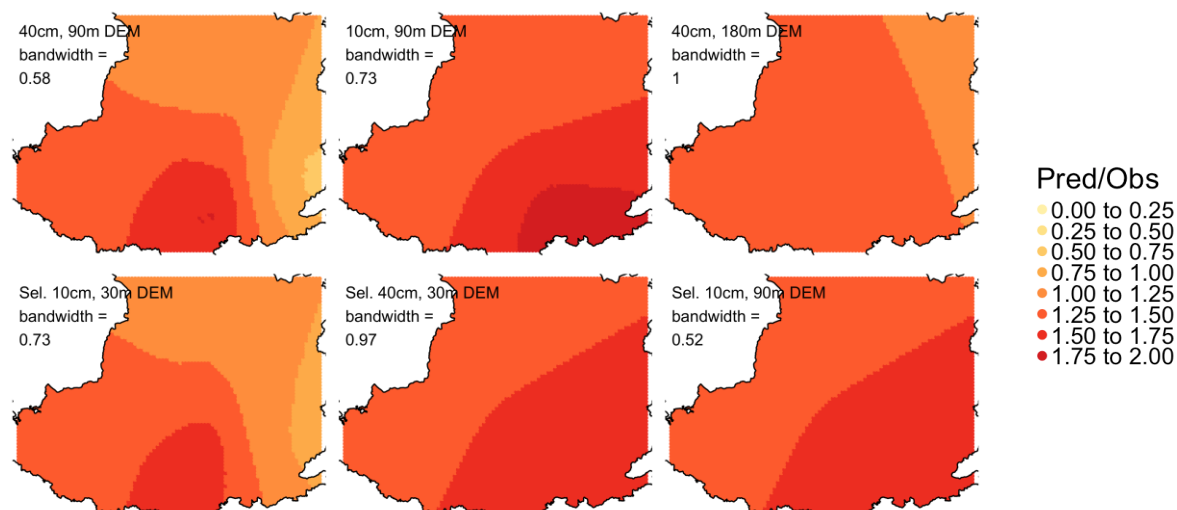 40cm, 90m DEM
bandwidth =
0.58
10cm, 90m DEM
bandwidth =
0.73
40cm, 180m DEM
bandwidth =
1
Sel. 10cm, 30m DEM
bandwidth =
0.73
Sel. 40cm, 30m DEM
bandwidth =
0.97
Sel. 10cm, 90m DEM
bandwidth =
0.52
Pred/Obs
0.00 to 0.25
0.25 to 0.50
0.50 to 0.75
0.75 to 1.00
1.00 to 1.25
1.25 to 1.50
1.50 to 1.75
1.75 to 2.00